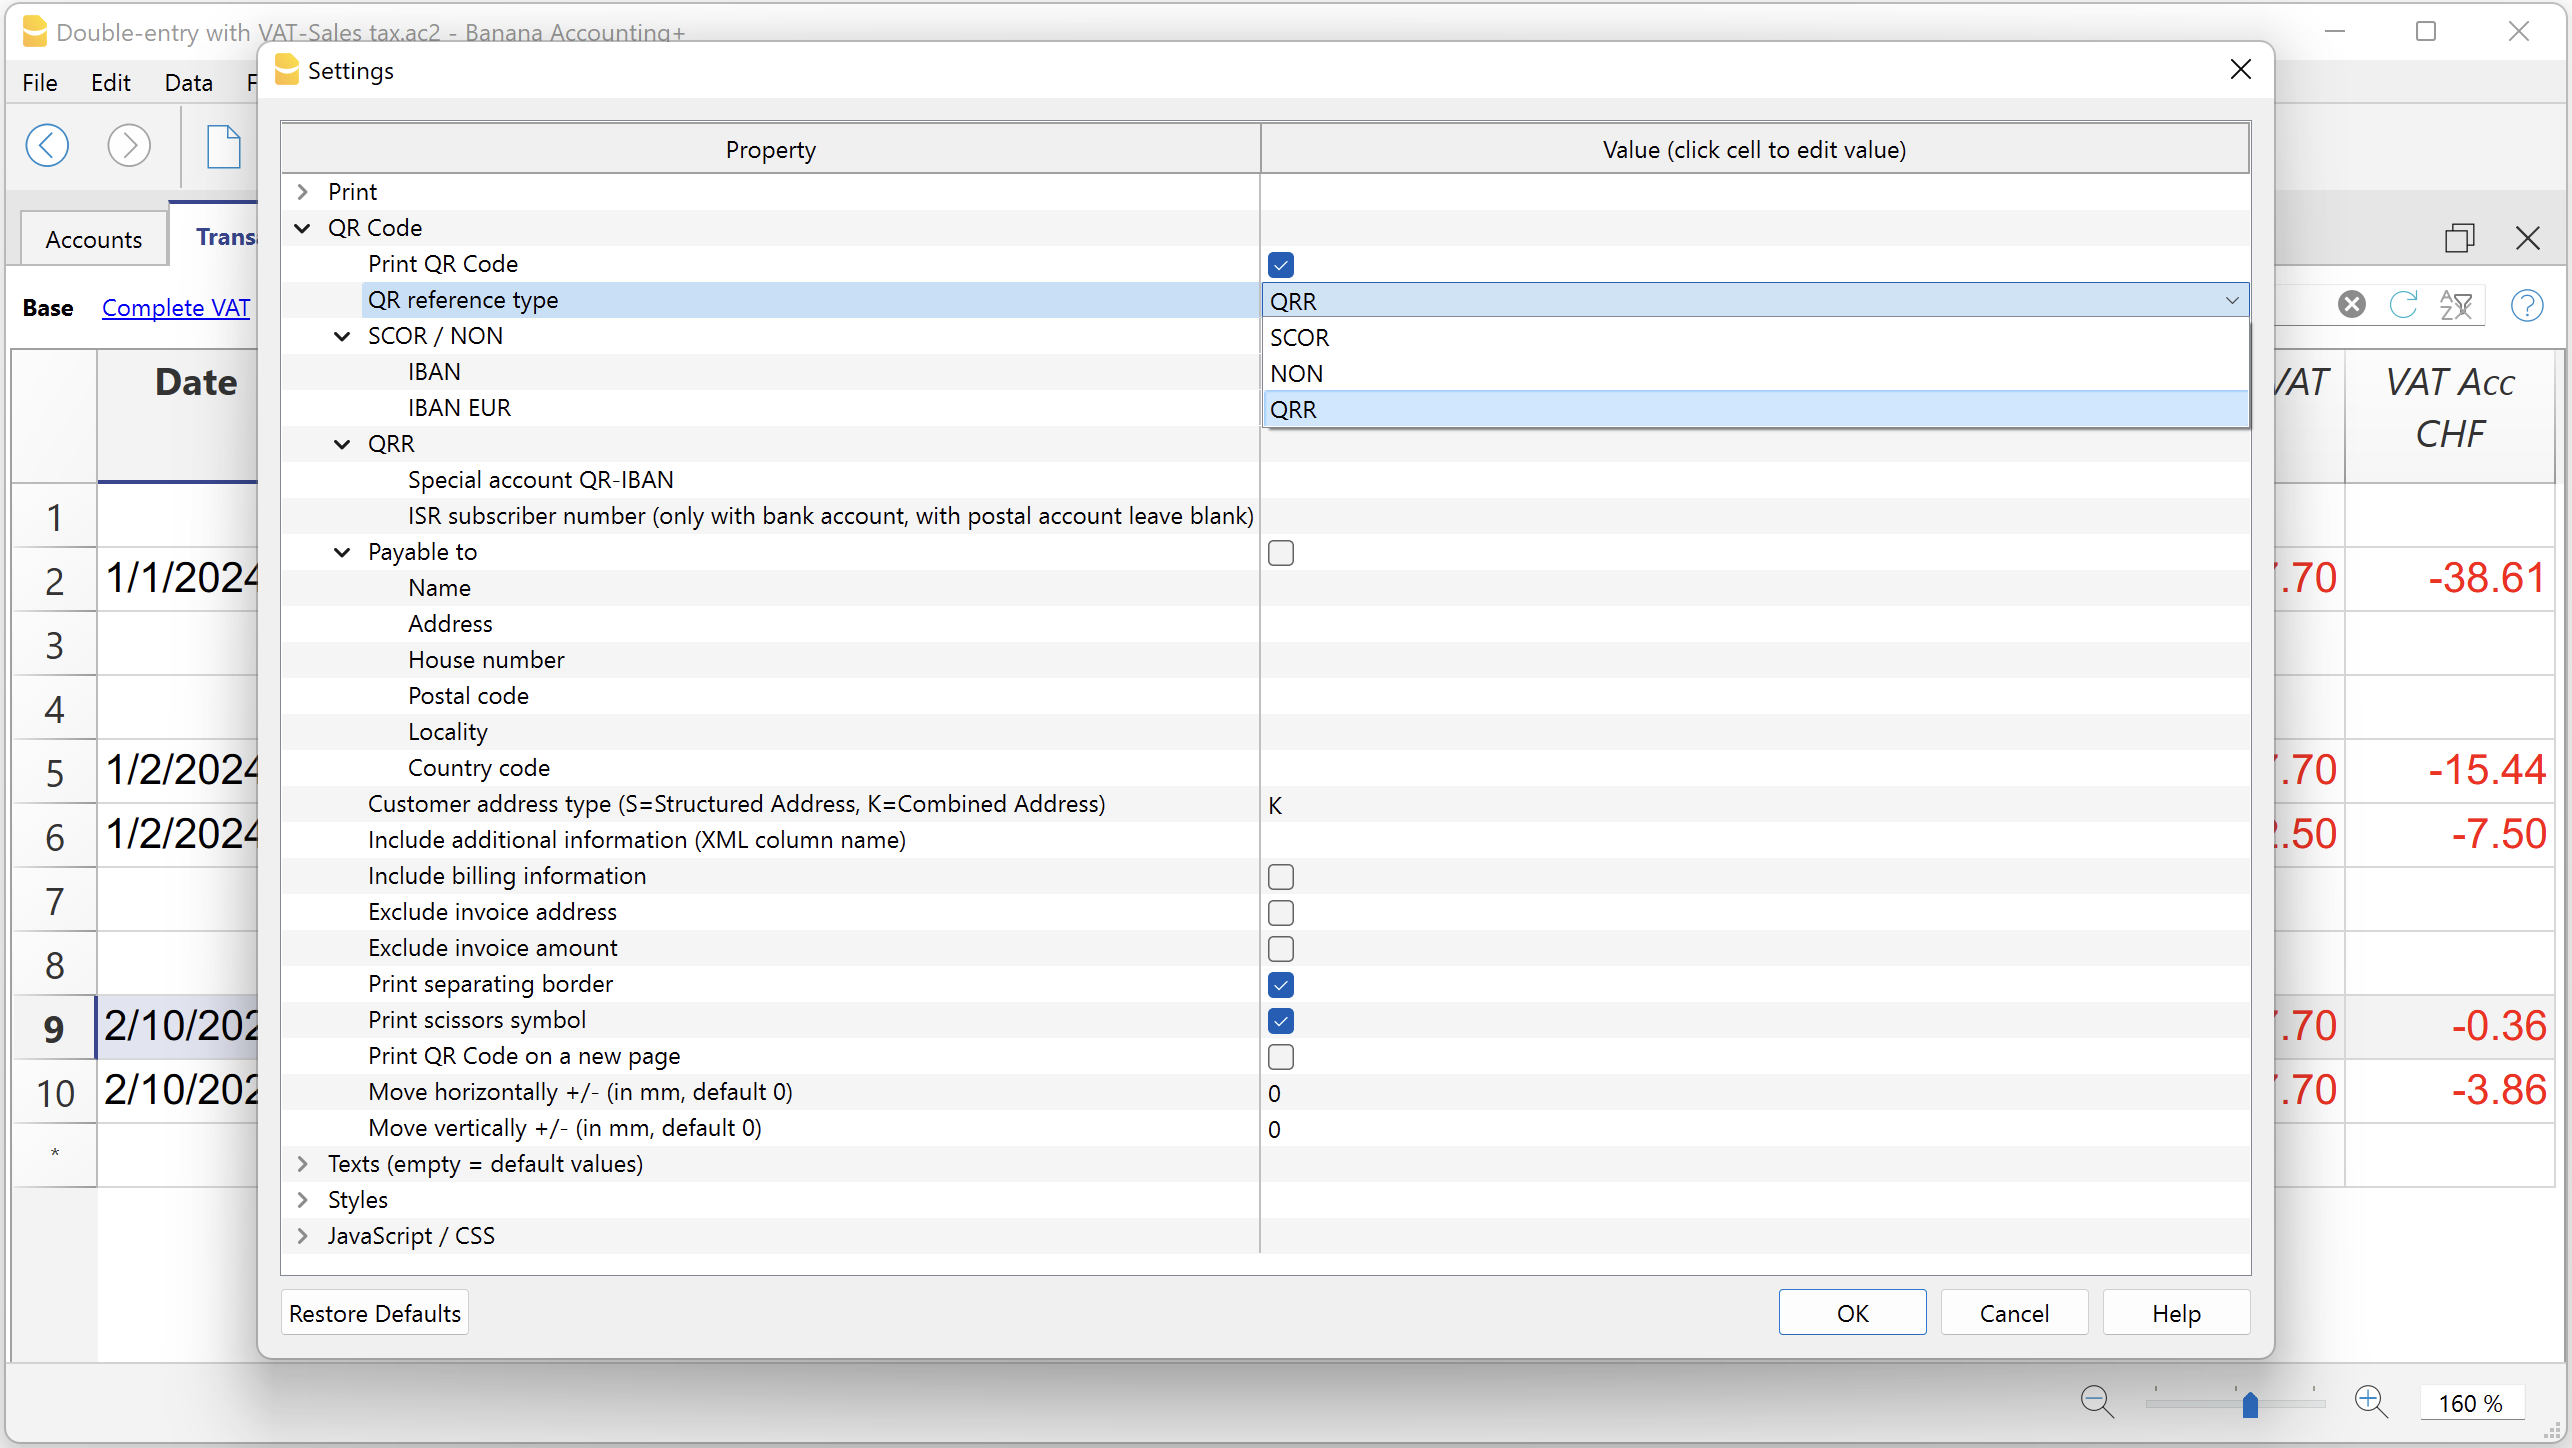 Double-entry with VAT-Sales tax.ac2 - Banana Accounting+
File Edit Data
Settings
Property Value (click cell to edit value)
Print
QR Code
Print QR Code
QR reference type QRR
SCOR / NON SCOR
IBAN NON
IBAN EUR QRR
QRR
Special account QR-IBAN
ISR subscriber number (only with bank account, with postal account leave blank)
Payable to
Name
Address
House number
Postal code
Locality
Country code
Customer address type (S=Structured Address, K=Combined Address) K
Include additional information (XML column name)
Include billing information
Exclude invoice address
Exclude invoice amount
Print separating border
Print scissors symbol
Print QR Code on a new page
Move horizontally +/- (in mm, default 0) 0
Move vertically +/- (in mm, default 0) 0
Texts (empty = default values)
Styles
JavaScript / CSS
Restore Defaults OK Cancel Help
Accounts Trans
Base Complete VAT
Date VAT VAT Acc
CHF
1
2 1/1/2024 .70 -38.61
3
4
5 1/2/2024 .70 -15.44
6 1/2/2024 .50 -7.50
7
8
9 2/10/202 .70 -0.36
10 2/10/202 .70 -3.86
*
160 %